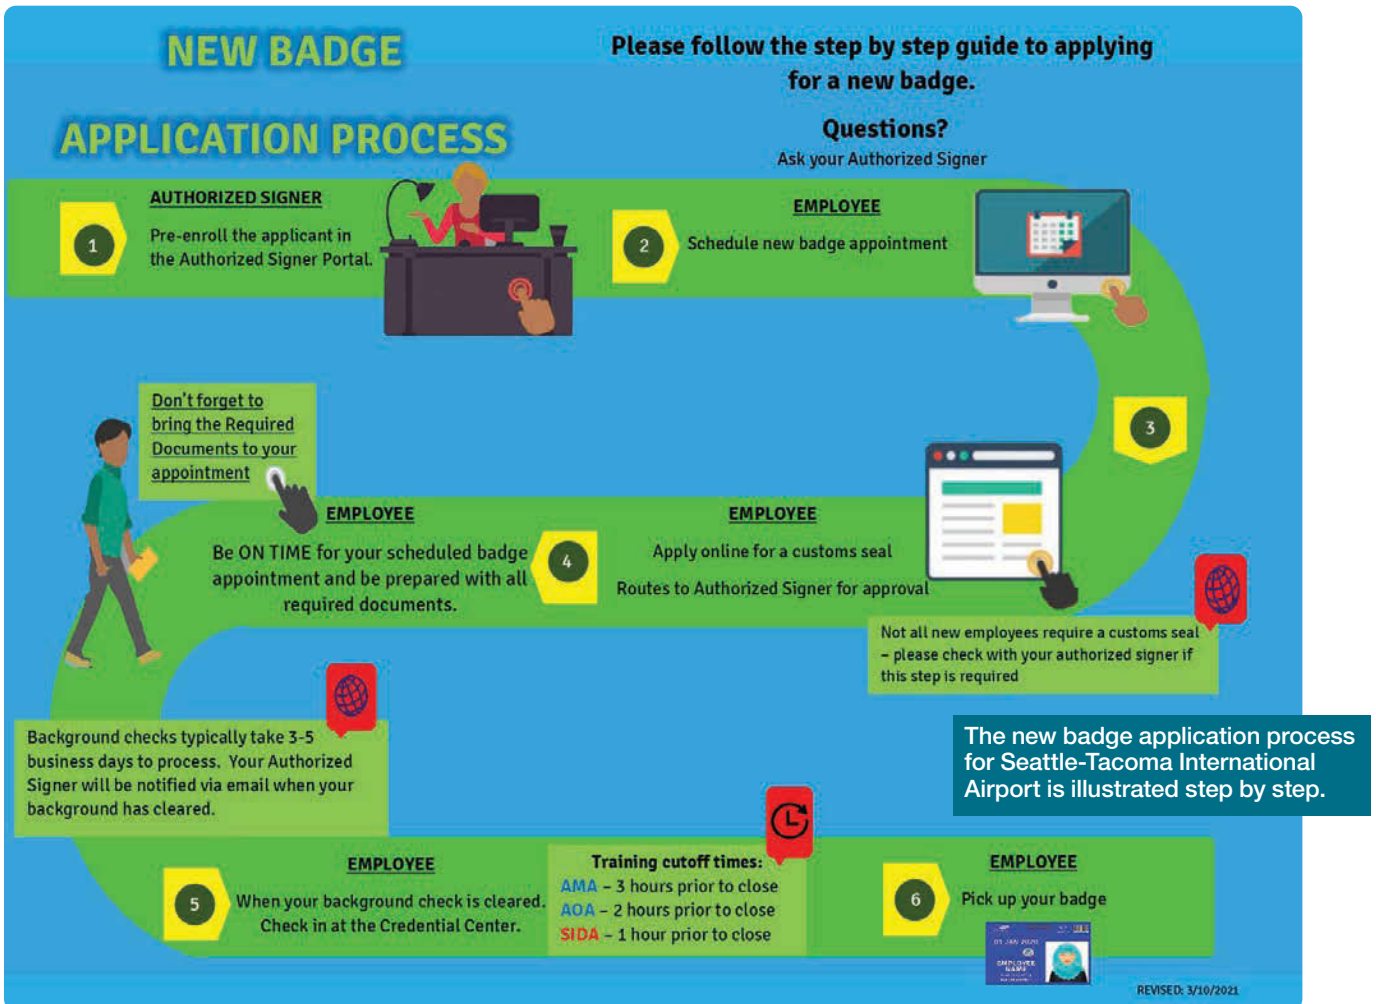 NEW BADGE
APPLICATION PROCESS
Please follow the step by step guide to applying
for a new badge.
Questions?
Ask your Authorized Signer
1
AUTHORIZED SIGNER
Pre-enroll the applicant in
the Authorized Signer Portal.
2
EMPLOYEE
Schedule new badge appointment
3
EMPLOYEE
Apply online for a customs seal
Routes to Authorized Signer for approval
Not all new employees require a customs seal
– please check with your authorized signer if
this step is required
4
EMPLOYEE
Be ON TIME for your scheduled badge
appointment and be prepared with all
required documents.
Don't forget to
bring the Required
Documents to your
appointment
Background checks typically take 3-5
business days to process. Your Authorized
Signer will be notified via email when your
background has cleared.
5
EMPLOYEE
When your background check is cleared.
Check in at the Credential Center.
Training cutoff times:
AMA – 3 hours prior to close
AOA – 2 hours prior to close
SIDA – 1 hour prior to close
6
EMPLOYEE
Pick up your badge
01 JAN 2020
EMPLOYEE
NAME
REVISED: 3/10/2021
The new badge application process
for Seattle-Tacoma International
Airport is illustrated step by step.